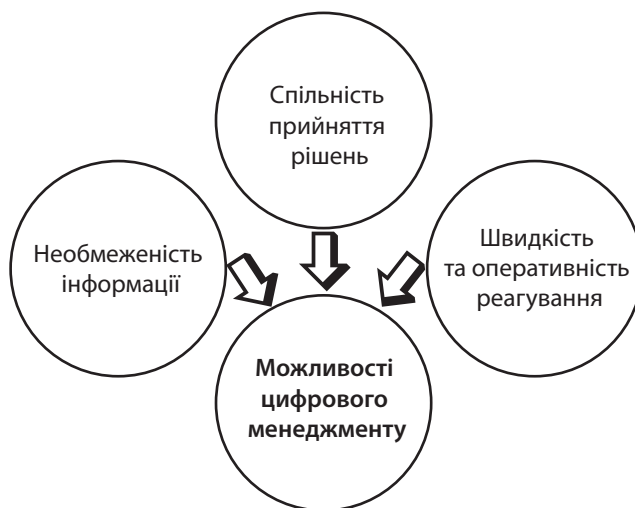 Спільність
прийняття
рішень
Необмеженість
інформації
Швидкість
та оперативність
реагування
Можливості
цифрового
менеджменту